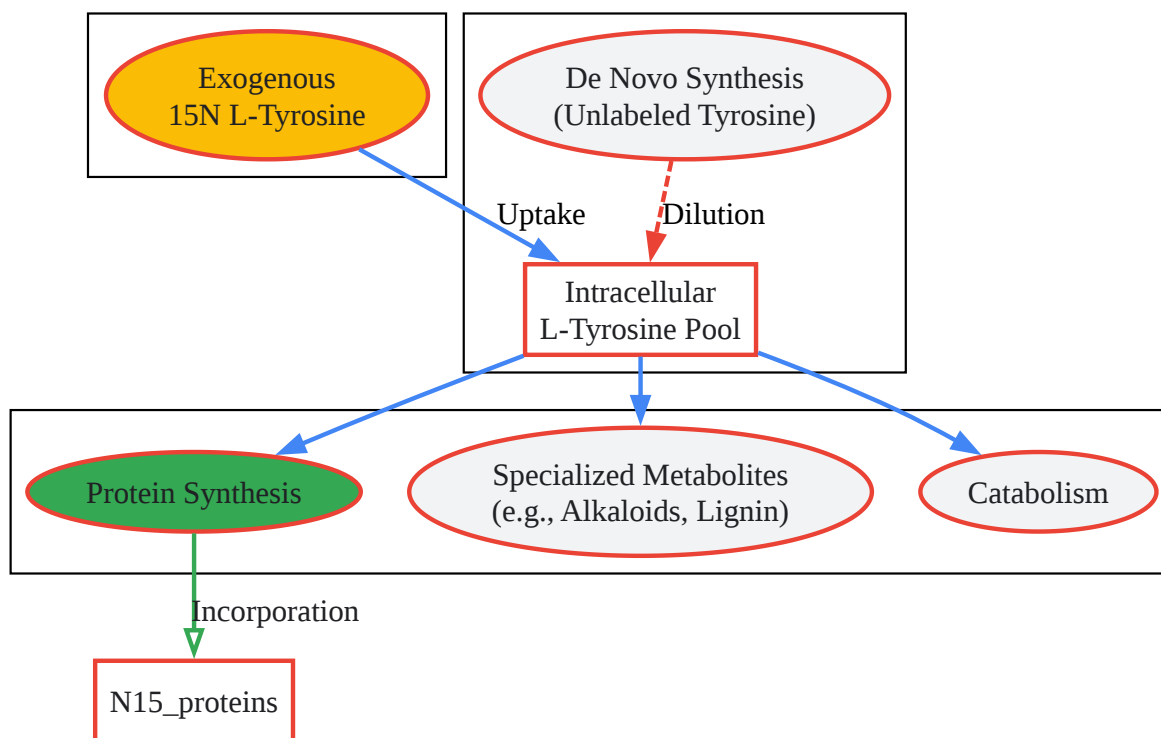 Exogenous
15N L-Tyrosine
De Novo Synthesis
(Unlabeled Tyrosine)
Uptake
Dilution
Intracellular
L-Tyrosine Pool
Protein Synthesis
Specialized Metabolites
(e.g., Alkaloids, Lignin)
Catabolism
Incorporation
N15_proteins